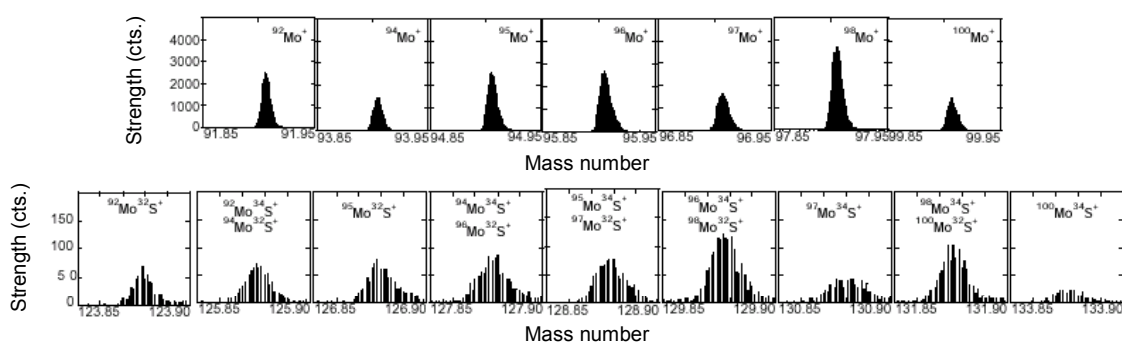 Strength (cts.)
4000
3000
2000
1000
0
⁹²Mo⁺
⁹⁴Mo⁺
⁹⁵Mo⁺
⁹⁶Mo⁺
⁹⁷Mo⁺
⁹⁸Mo⁺
¹⁰⁰Mo⁺
91.85 91.95 93.85 93.95 94.85 94.95 95.85 95.95 96.85 96.95 97.85 97.95 99.85 99.95
Mass number
Strength (cts.)
150
100
50
0
⁹²Mo³²S⁺
⁹²Mo³⁴S⁺
⁹⁴Mo³²S⁺
⁹⁵Mo³²S⁺
⁹⁴Mo³⁴S⁺
⁹⁶Mo³²S⁺
⁹⁵Mo³⁴S⁺
⁹⁷Mo³²S⁺
⁹⁶Mo³⁴S⁺
⁹⁸Mo³²S⁺
⁹⁷Mo³⁴S⁺
⁹⁸Mo³⁴S⁺
¹⁰⁰Mo³²S⁺
¹⁰⁰Mo³⁴S⁺
123.85 123.90 125.85 125.90 126.85 126.90 127.85 127.90 128.85 128.90 129.85 129.90 130.85 130.90 131.85 131.90 133.85 133.90
Mass number